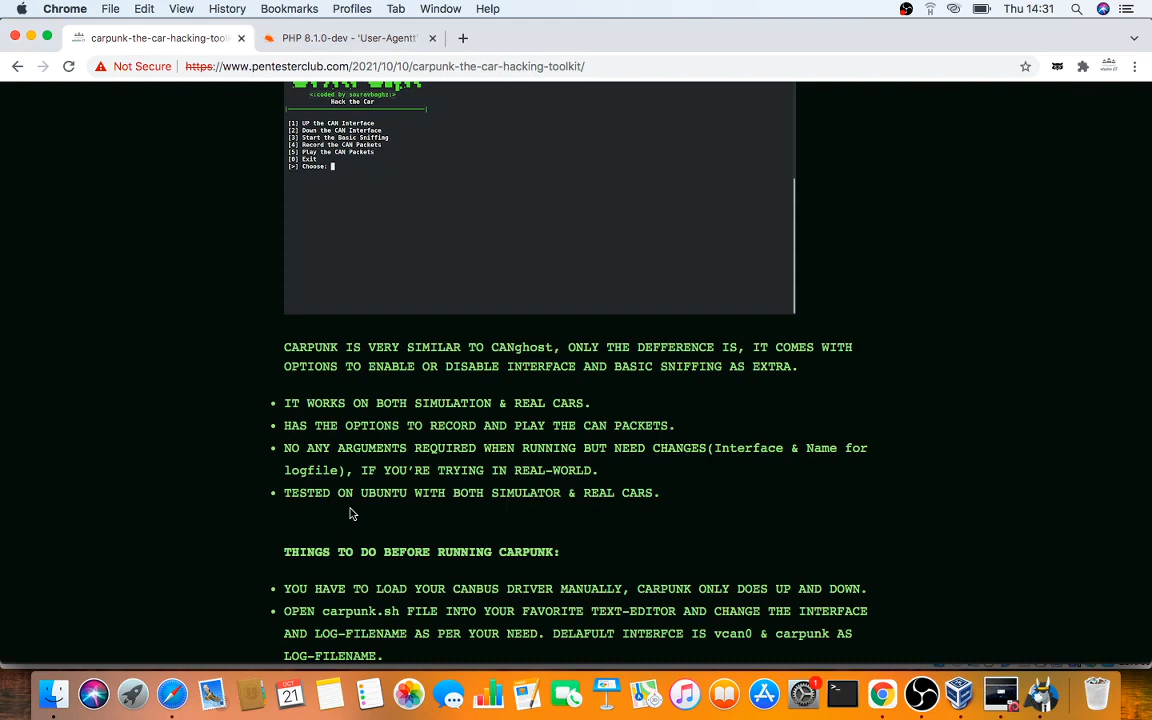 Chrome File Edit View History Bookmarks Profiles Tab Window Help Thu 14:31
carpunk-the-car-hacking-tool PHP 8.1.0-dev - 'User-Agentt'
Not Secure https://www.pentesterclub.com/2021/10/10/carpunk-the-car-hacking-toolkit/
<:coded by souravbaghz:>
Hack the Car
[1] UP the CAN Interface
[2] Down the CAN Interface
[3] Start the Basic Sniffing
[4] Record the CAN Packets
[5] Play the CAN Packets
[0] Exit
[>] Choose:
CARPUNK IS VERY SIMILAR TO CANghost, ONLY THE DEFFERENCE IS, IT COMES WITH
OPTIONS TO ENABLE OR DISABLE INTERFACE AND BASIC SNIFFING AS EXTRA.
• IT WORKS ON BOTH SIMULATION & REAL CARS.
• HAS THE OPTIONS TO RECORD AND PLAY THE CAN PACKETS.
• NO ANY ARGUMENTS REQUIRED WHEN RUNNING BUT NEED CHANGES(Interface & Name for
logfile), IF YOU’RE TRYING IN REAL-WORLD.
• TESTED ON UBUNTU WITH BOTH SIMULATOR & REAL CARS.
THINGS TO DO BEFORE RUNNING CARPUNK:
• YOU HAVE TO LOAD YOUR CANBUS DRIVER MANUALLY, CARPUNK ONLY DOES UP AND DOWN.
• OPEN carpunk.sh FILE INTO YOUR FAVORITE TEXT-EDITOR AND CHANGE THE INTERFACE
AND LOG-FILENAME AS PER YOUR NEED. DELAFULT INTERFCE IS vcan0 & carpunk AS
LOG-FILENAME.
OCT
21
1